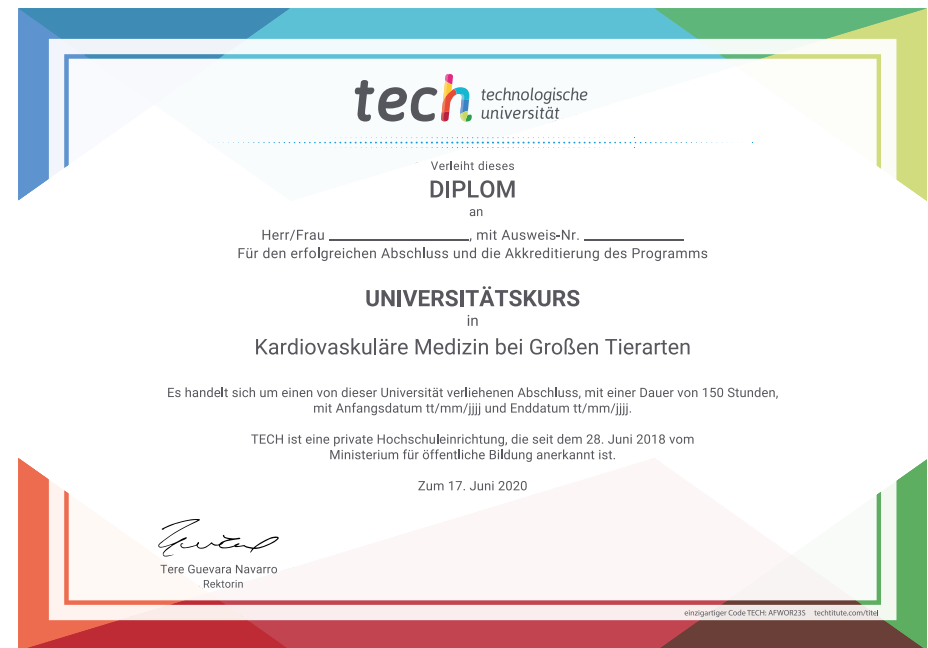 tech technologische
universität
Verleiht dieses
DIPLOM
an
Herr/Frau ______________, mit Ausweis-Nr. ______________
Für den erfolgreichen Abschluss und die Akkreditierung des Programms
UNIVERSITÄTSKURS
in
Kardiovaskuläre Medizin bei Großen Tierarten
Es handelt sich um einen von dieser Universität verliehenen Abschluss, mit einer Dauer von 150 Stunden,
mit Anfangsdatum tt/mm/jjjj und Enddatum tt/mm/jjjj.
TECH ist eine private Hochschuleinrichtung, die seit dem 28. Juni 2018 vom
Ministerium für öffentliche Bildung anerkannt ist.
Zum 17. Juni 2020
Tere Guevara Navarro
Rektorin
einzigartiger Code TECH: AFWOR235 techtitute.com/titel